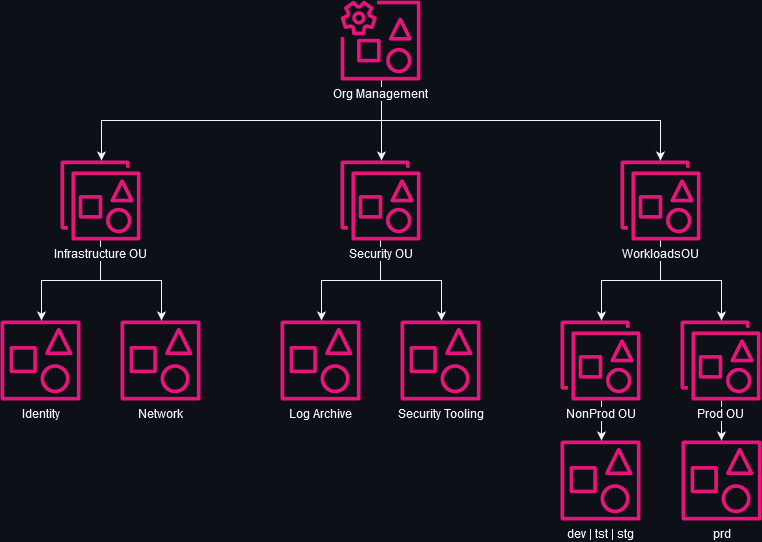 Org Management
Infrastructure OU
Security OU
WorkloadsOU
Identity
Network
Log Archive
Security Tooling
NonProd OU
Prod OU
dev | tst | stg
prd